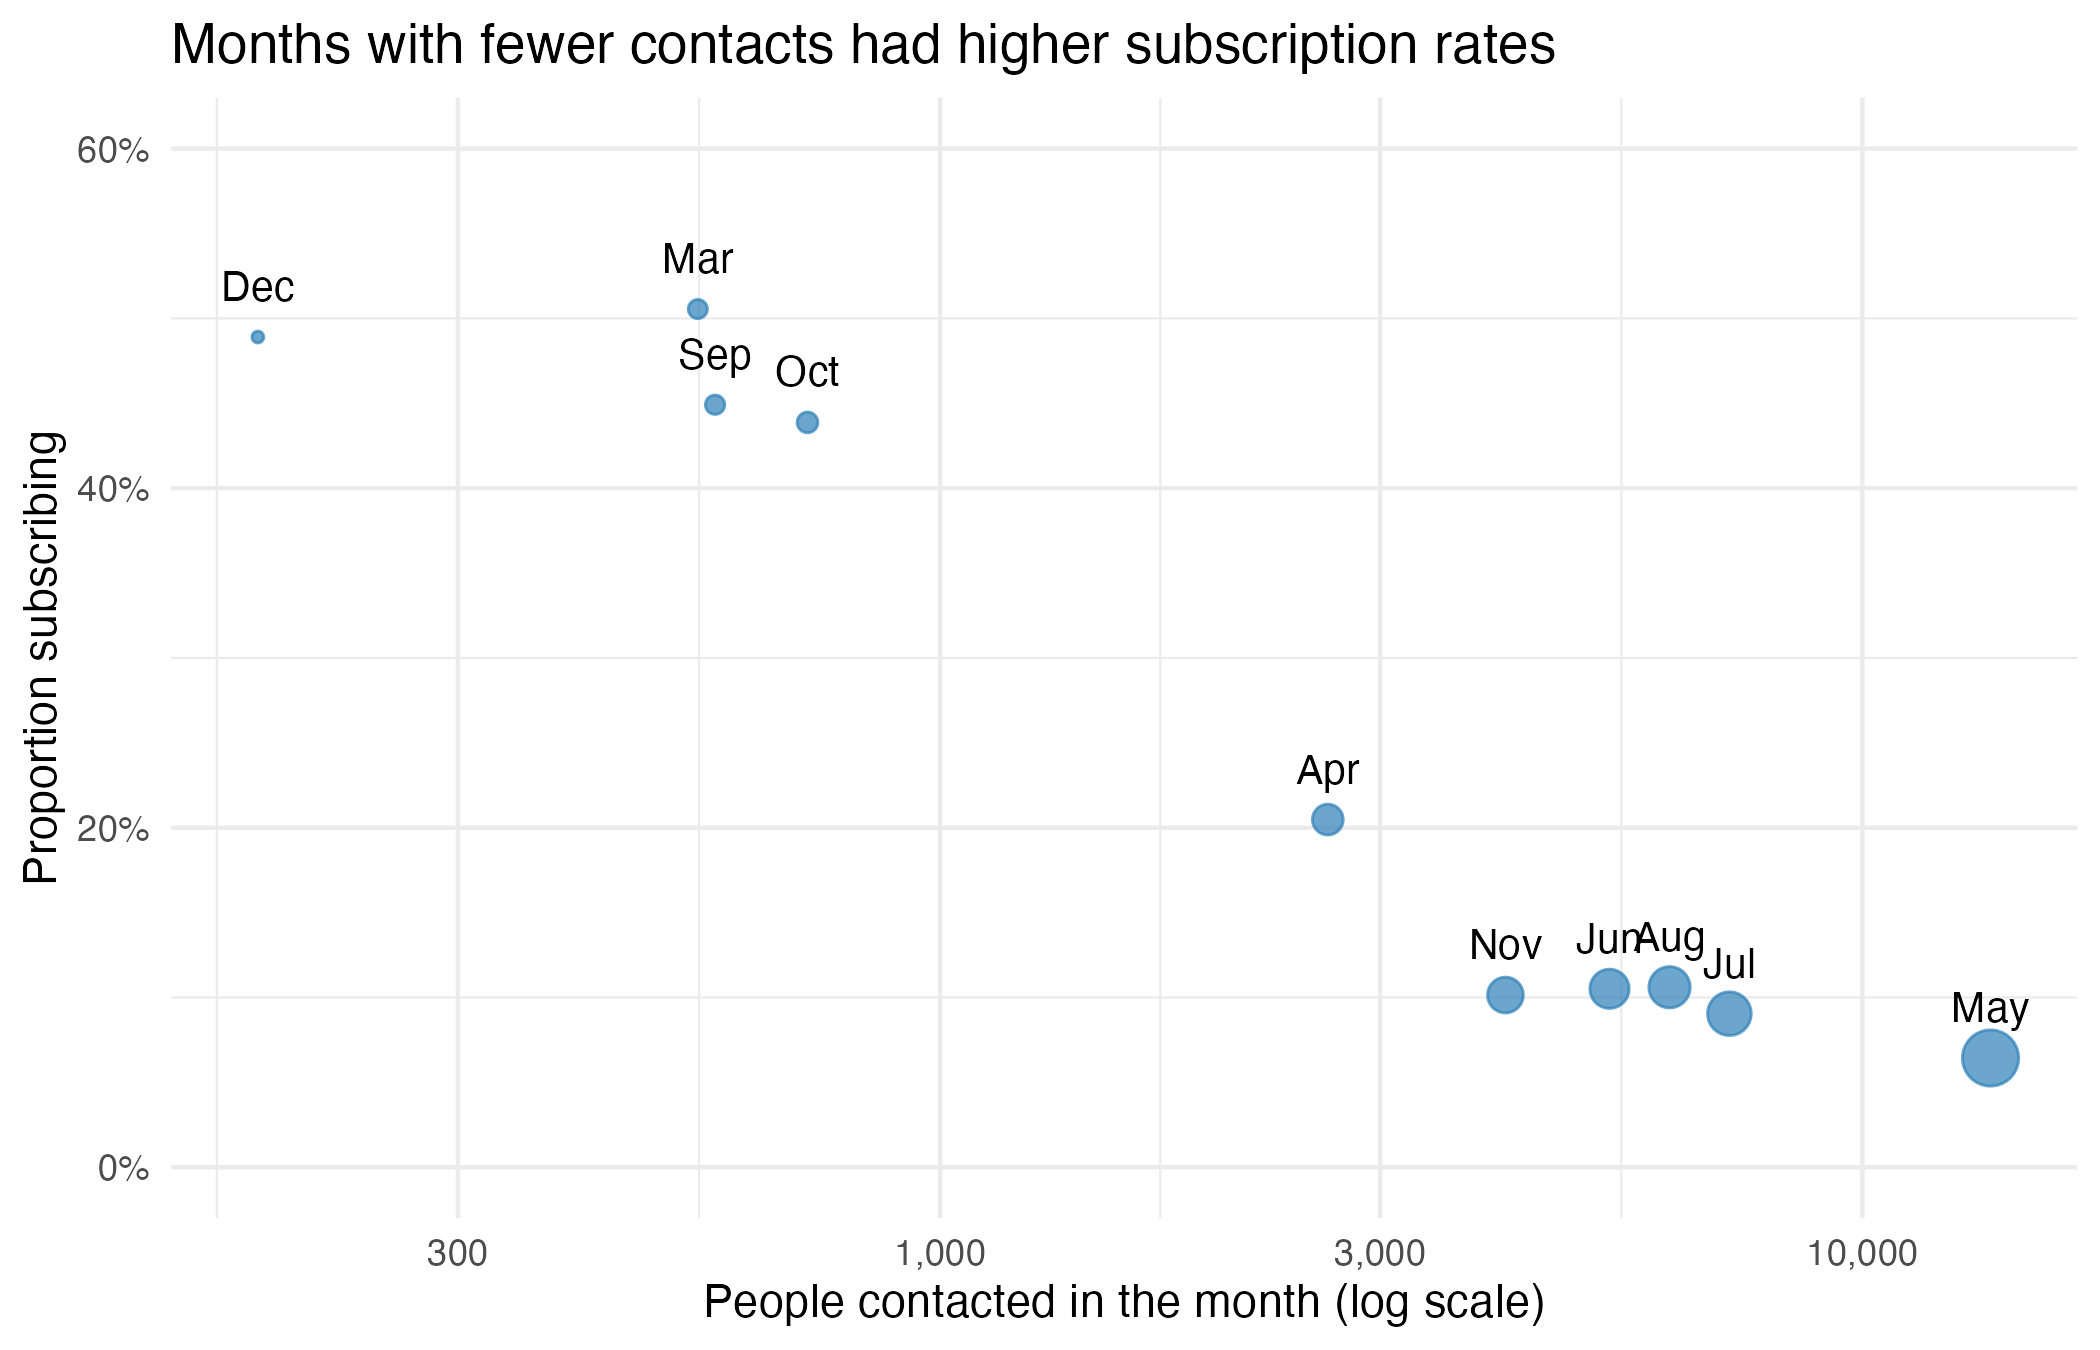 Months with fewer contacts had higher subscription rates
60%
Mar
Dec
Sep
Oct
40%
Proportion subscribing
Apr
20%
Nov
Jun
Aug
Jul
May
0%
300
1,000
3,000
10,000
People contacted in the month (log scale)